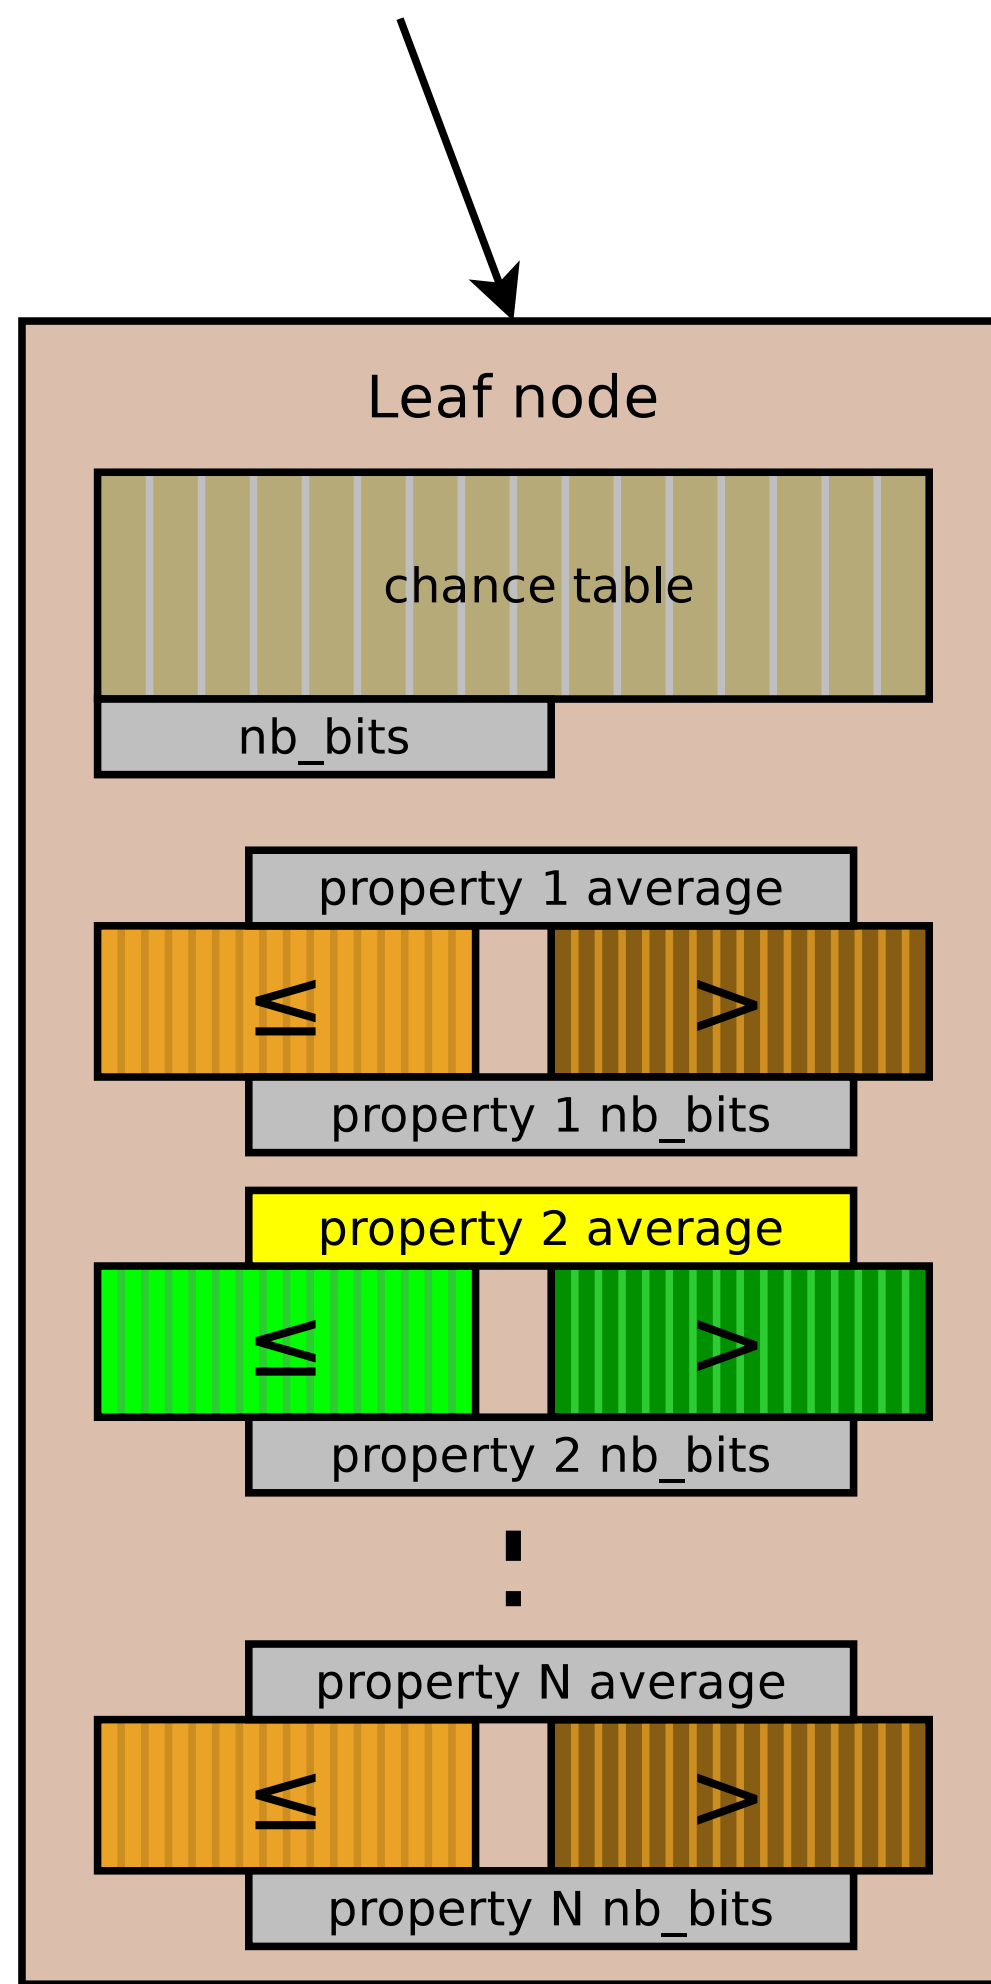 Leaf node
chance table
nb_bits
property 1 average
≤ >
property 1 nb_bits
property 2 average
≤ >
property 2 nb_bits
property N average
≤ >
property N nb_bits